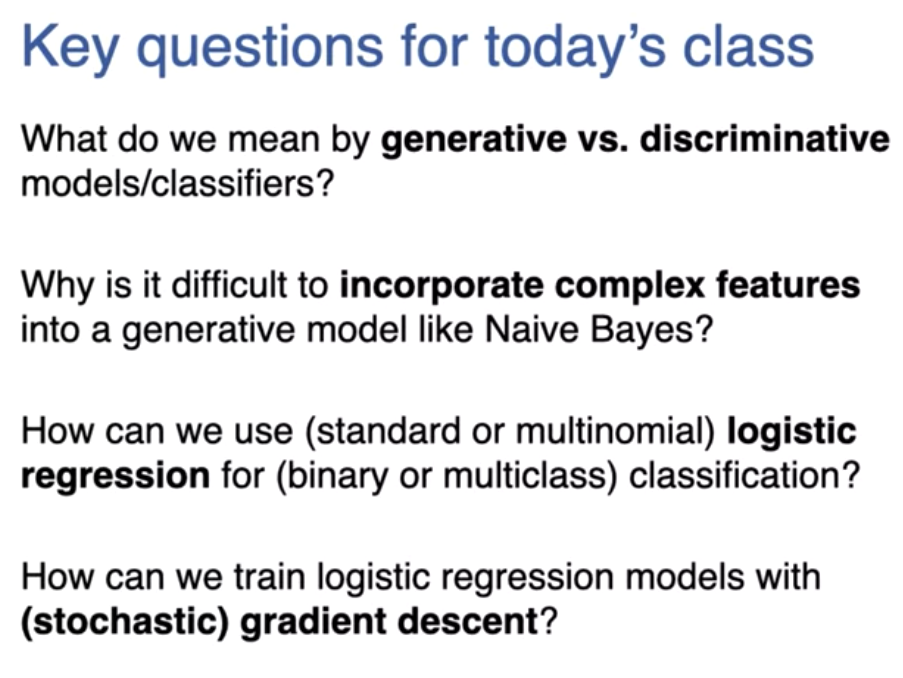 Key questions for today’s class
What do we mean by generative vs. discriminative
models/classifiers?
Why is it difficult to incorporate complex features
into a generative model like Naive Bayes?
How can we use (standard or multinomial) logistic
regression for (binary or multiclass) classification?
How can we train logistic regression models with
(stochastic) gradient descent?